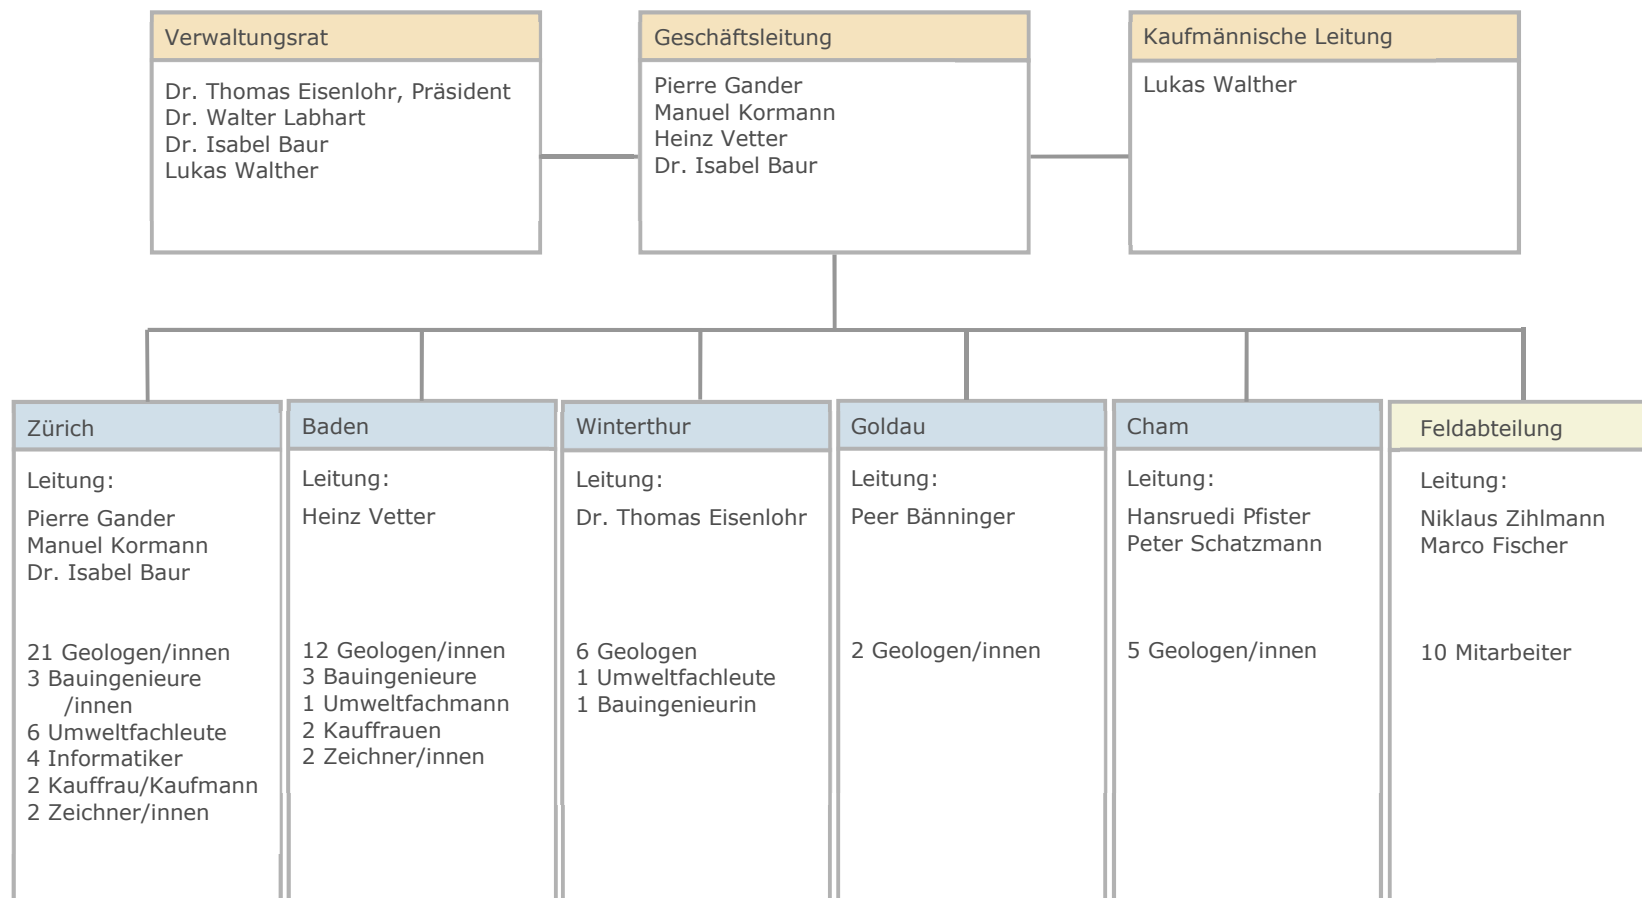 Verwaltungsrat
Dr. Thomas Eisenlohr, Präsident
Dr. Walter Labhart
Dr. Isabel Baur
Lukas Walther
Geschäftsleitung
Pierre Gander
Manuel Kormann
Heinz Vetter
Dr. Isabel Baur
Kaufmännische Leitung
Lukas Walther
Zürich
Leitung:
Pierre Gander
Manuel Kormann
Dr. Isabel Baur
21 Geologen/innen
3 Bauingenieure
/innen
6 Umweltfachleute
4 Informatiker
2 Kauffrau/Kaufmann
2 Zeichner/innen
Baden
Leitung:
Heinz Vetter
12 Geologen/innen
3 Bauingenieure
1 Umweltfachmann
2 Kauffrauen
2 Zeichner/innen
Winterthur
Leitung:
Dr. Thomas Eisenlohr
6 Geologen
1 Umweltfachleute
1 Bauingenieurin
Goldau
Leitung:
Peer Bänninger
2 Geologen/innen
Cham
Leitung:
Hansruedi Pfister
Peter Schatzmann
5 Geologen/innen
Feldabteilung
Leitung:
Niklaus Zihlmann
Marco Fischer
10 Mitarbeiter